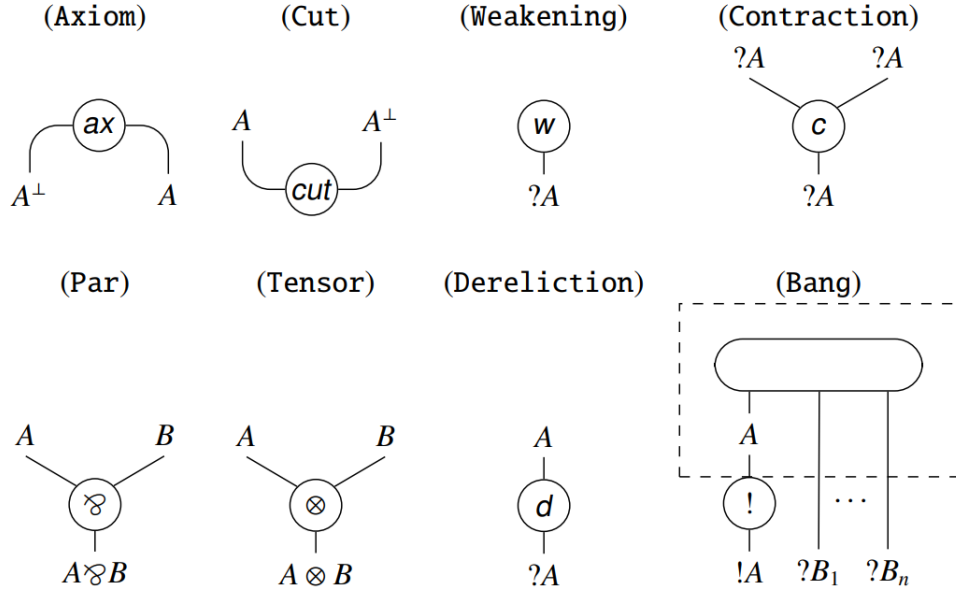 (Axiom) (Cut) (Weakening) (Contraction)
?A ?A
A A⊥
ax cut w c
A⊥ A ?A ?A
(Par) (Tensor) (Dereliction) (Bang)
A B A B A A
⅋ ⊗ d ! ···
A⅋B A ⊗ B ?A !A ?B₁ ?Bₙ